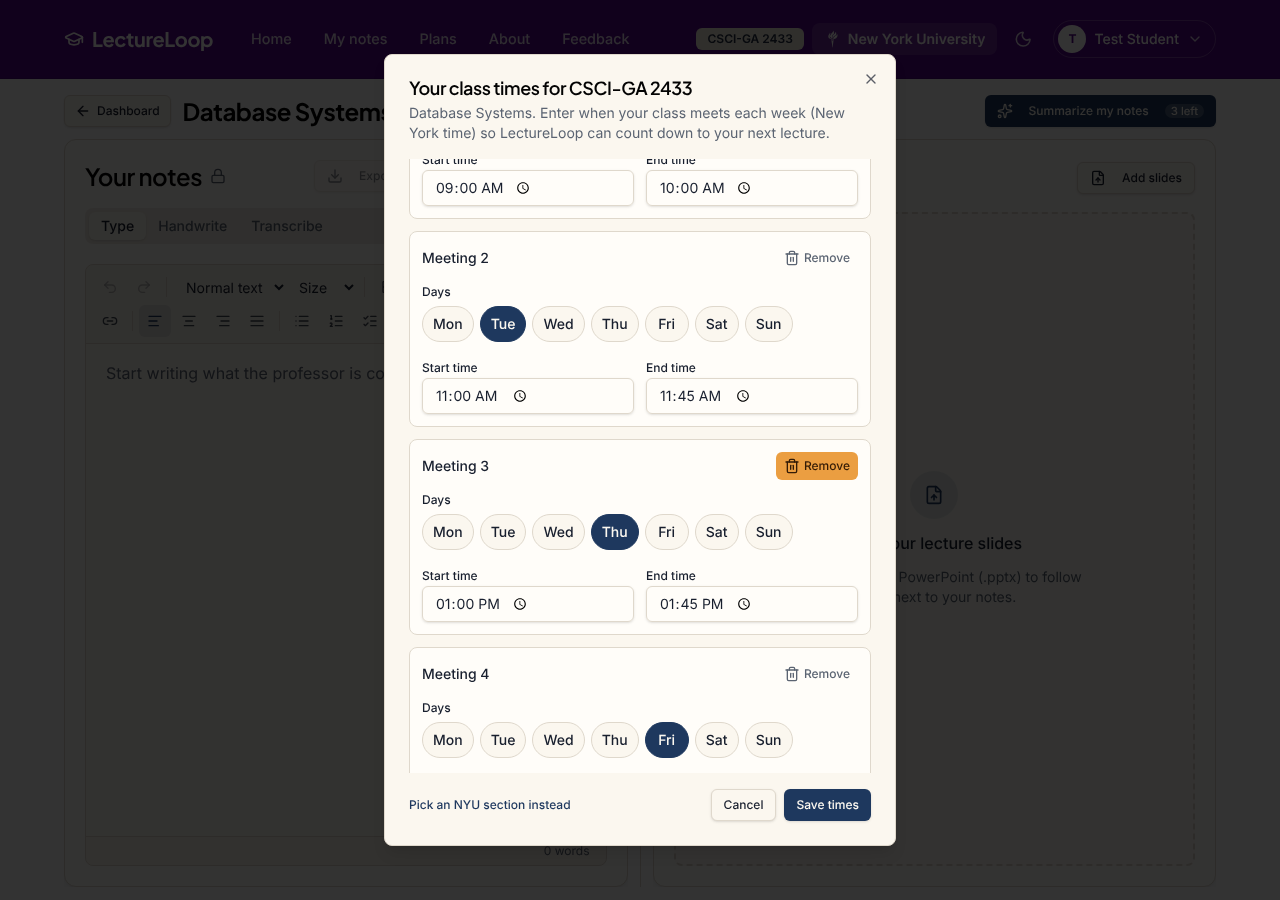 LectureLoop
Home
My notes
Plans
About
Feedback
CSCI-GA 2433
New York University
T
Test Student
Dashboard
Database Systems
Summarize my notes
3 left
Your notes
Add slides
Type
Handwrite
Transcribe
Normal text
Size
Start writing what the professor is co
0 words
our lecture slides
PowerPoint (.pptx) to follow
next to your notes.
Your class times for CSCI-GA 2433
Database Systems. Enter when your class meets each week (New
York time) so LectureLoop can count down to your next lecture.
Start time
End time
09:00 AM
10:00 AM
Meeting 2
Remove
Days
Mon Tue Wed Thu Fri Sat Sun
Start time
End time
11:00 AM
11:45 AM
Meeting 3
Remove
Days
Mon Tue Wed Thu Fri Sat Sun
Start time
End time
01:00 PM
01:45 PM
Meeting 4
Remove
Days
Mon Tue Wed Thu Fri Sat Sun
Pick an NYU section instead
Cancel
Save times